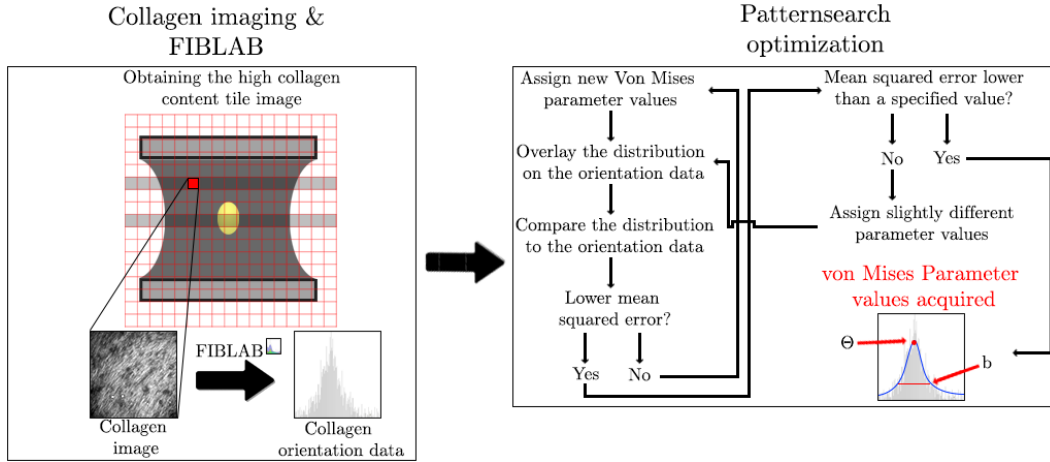 Collagen imaging &
FIBLAB
Obtaining the high collagen
content tile image
FIBLAB
Collagen
image
Collagen
orientation data
Patternsearch
optimization
Assign new Von Mises
parameter values
Overlay the distribution
on the orientation data
Compare the distribution
to the orientation data
Lower mean
squared error?
Yes
No
Mean squared error lower
than a specified value?
No
Yes
Assign slightly different
parameter values
von Mises Parameter
values acquired
Θ
b